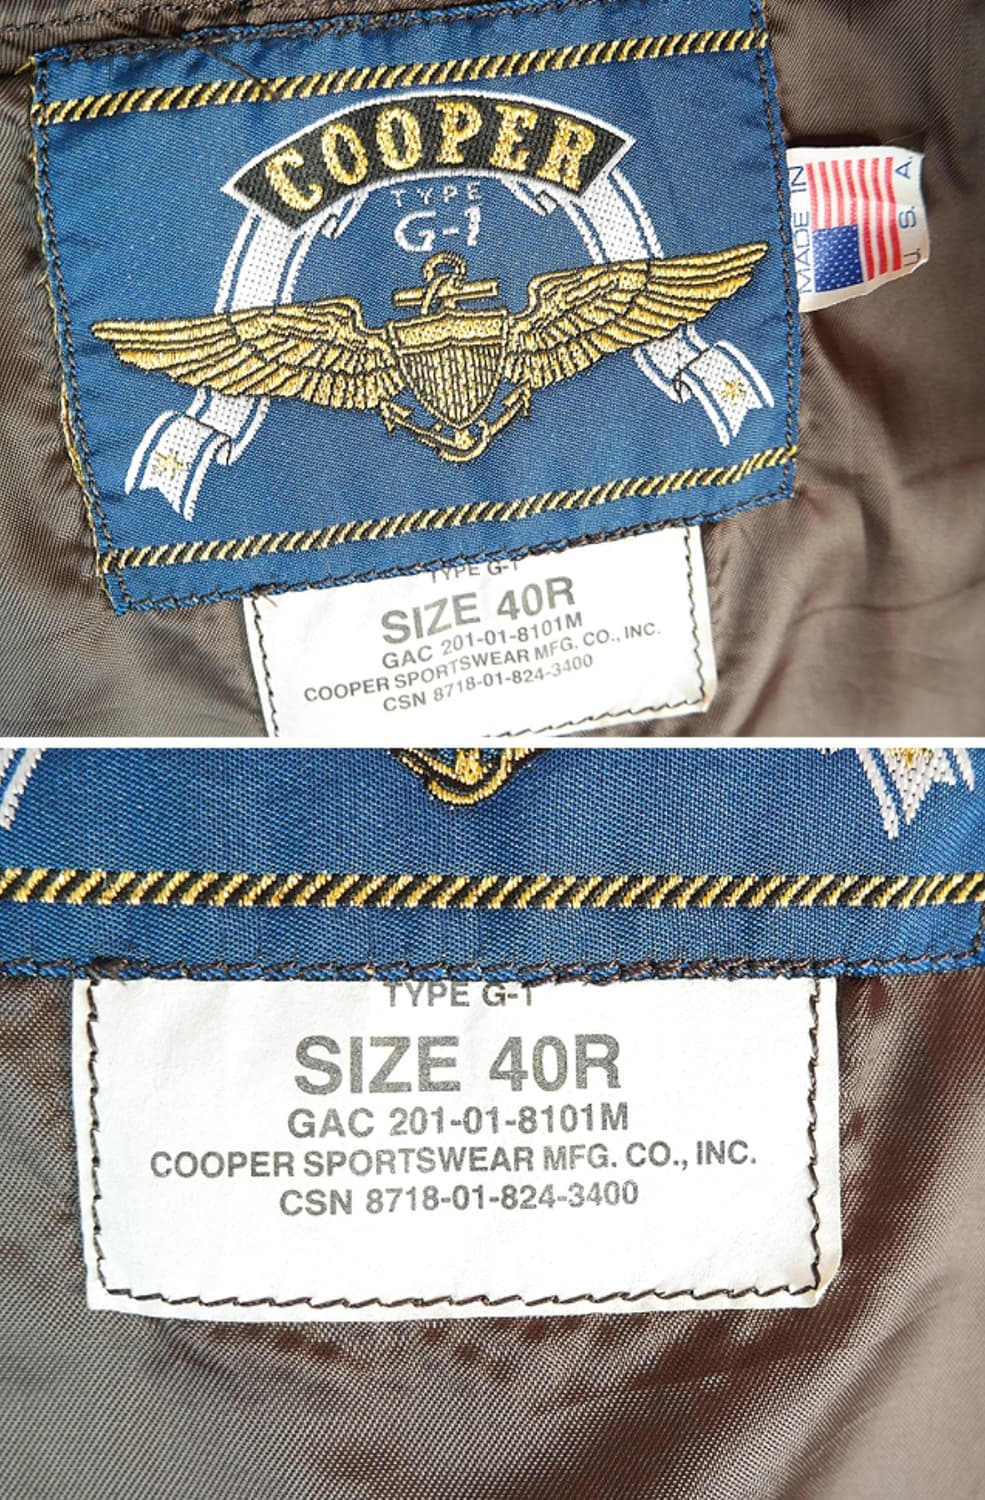 COOPER
TYPE
G-1
MADE IN
U. S. A.
TYPE G-1
SIZE 40R
GAC 201-01-8101M
COOPER SPORTSWEAR MFG. CO., INC.
CSN 8718-01-824-3400
TYPE G-1
SIZE 40R
GAC 201-01-8101M
COOPER SPORTSWEAR MFG. CO., INC.
CSN 8718-01-824-3400